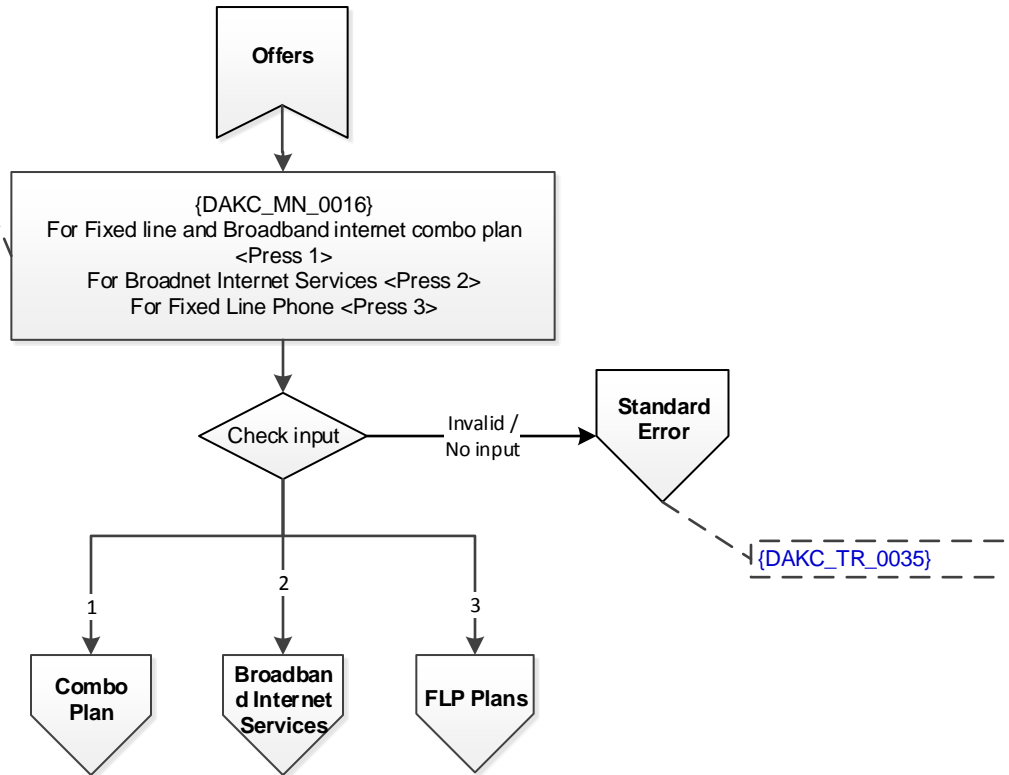 Offers
{DAKC_MN_0016}
For Fixed line and Broadband internet combo plan
<Press 1>
For Broadnet Internet Services <Press 2>
For Fixed Line Phone <Press 3>
Check input
Invalid /
No input
Standard
Error
{DAKC_TR_0035}
1
2
3
Combo
Plan
Broadban
d Internet
Services
FLP Plans